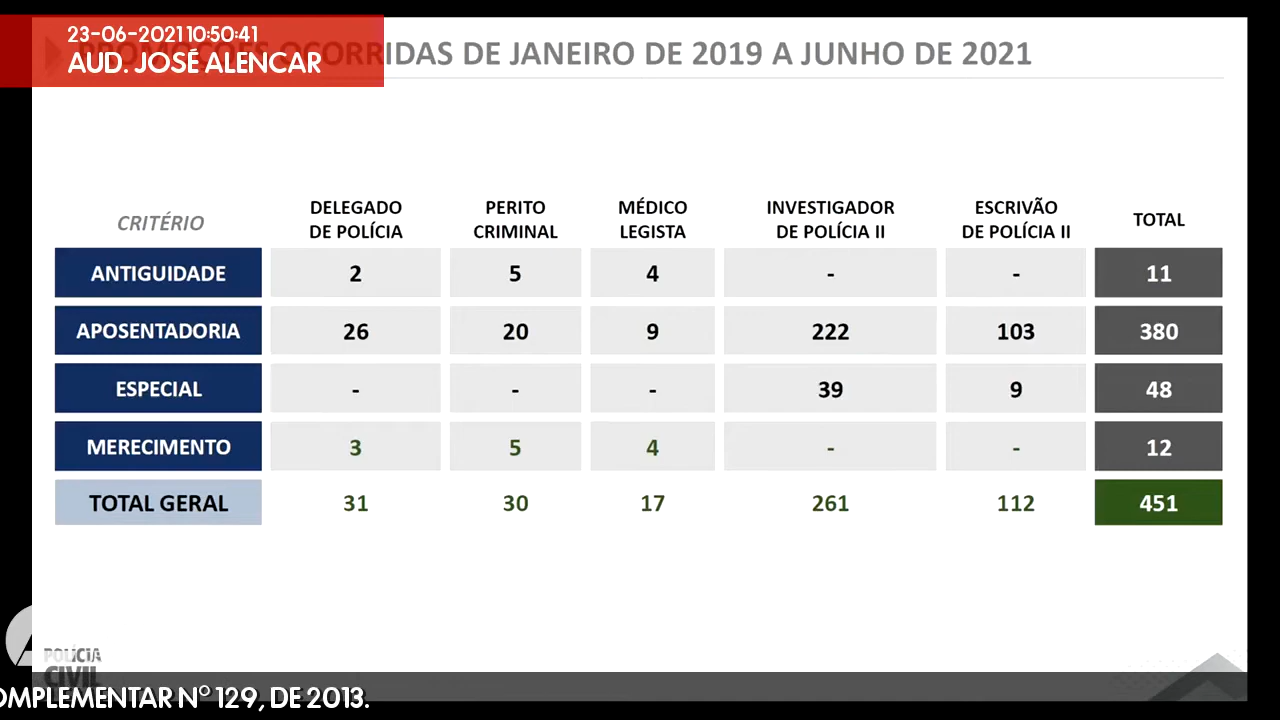 23-06-2021 10:50:41
AUD. JOSÉ ALENCAR
OCORRIDAS DE JANEIRO DE 2019 A JUNHO DE 2021
CRITÉRIO
DELEGADO
DE POLÍCIA
PERITO
CRIMINAL
MÉDICO
LEGISTA
INVESTIGADOR
DE POLÍCIA II
ESCRIVÃO
DE POLÍCIA II
TOTAL
ANTIGUIDADE 2 5 4 - - 11
APOSENTADORIA 26 20 9 222 103 380
ESPECIAL - - - 39 9 48
MERECIMENTO 3 5 4 - - 12
TOTAL GERAL 31 30 17 261 112 451
POLÍCIA
CIVIL
OMPLEMENTAR Nº 129, DE 2013.